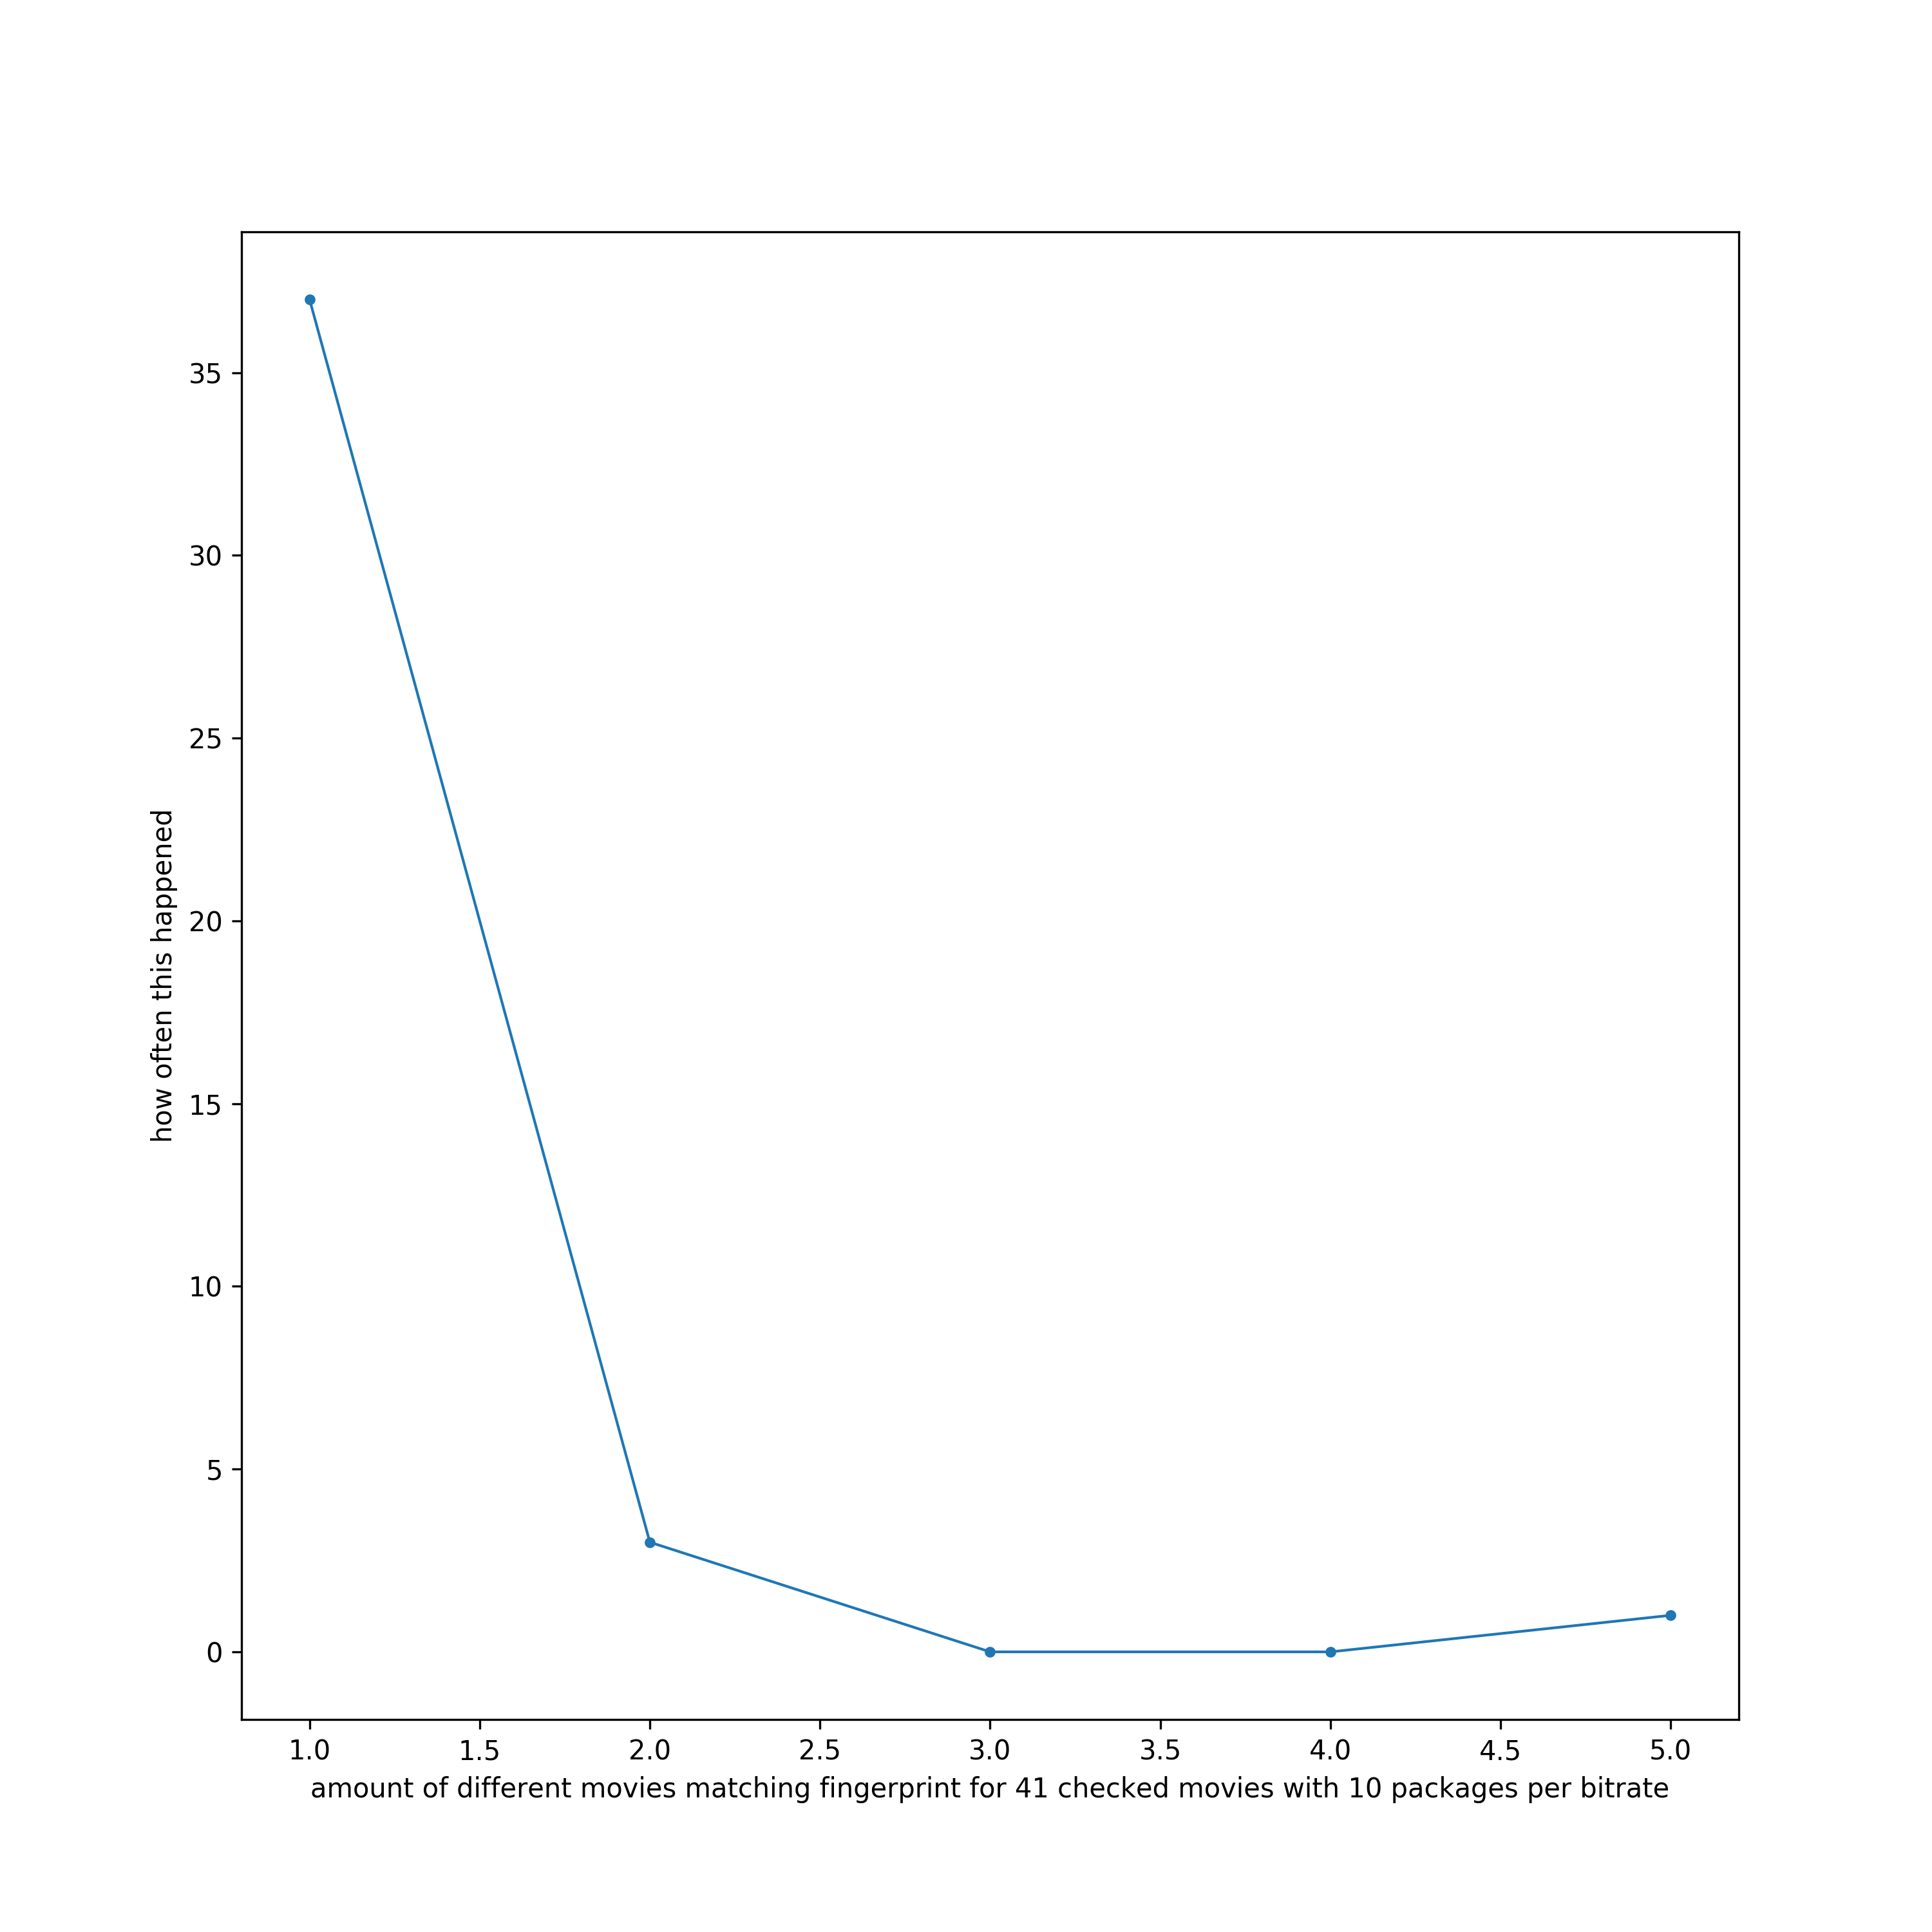 how often this happened
35
30
25
20
15
10
5
0
1.0 1.5 2.0 2.5 3.0 3.5 4.0 4.5 5.0
amount of different movies matching fingerprint for 41 checked movies with 10 packages per bitrate